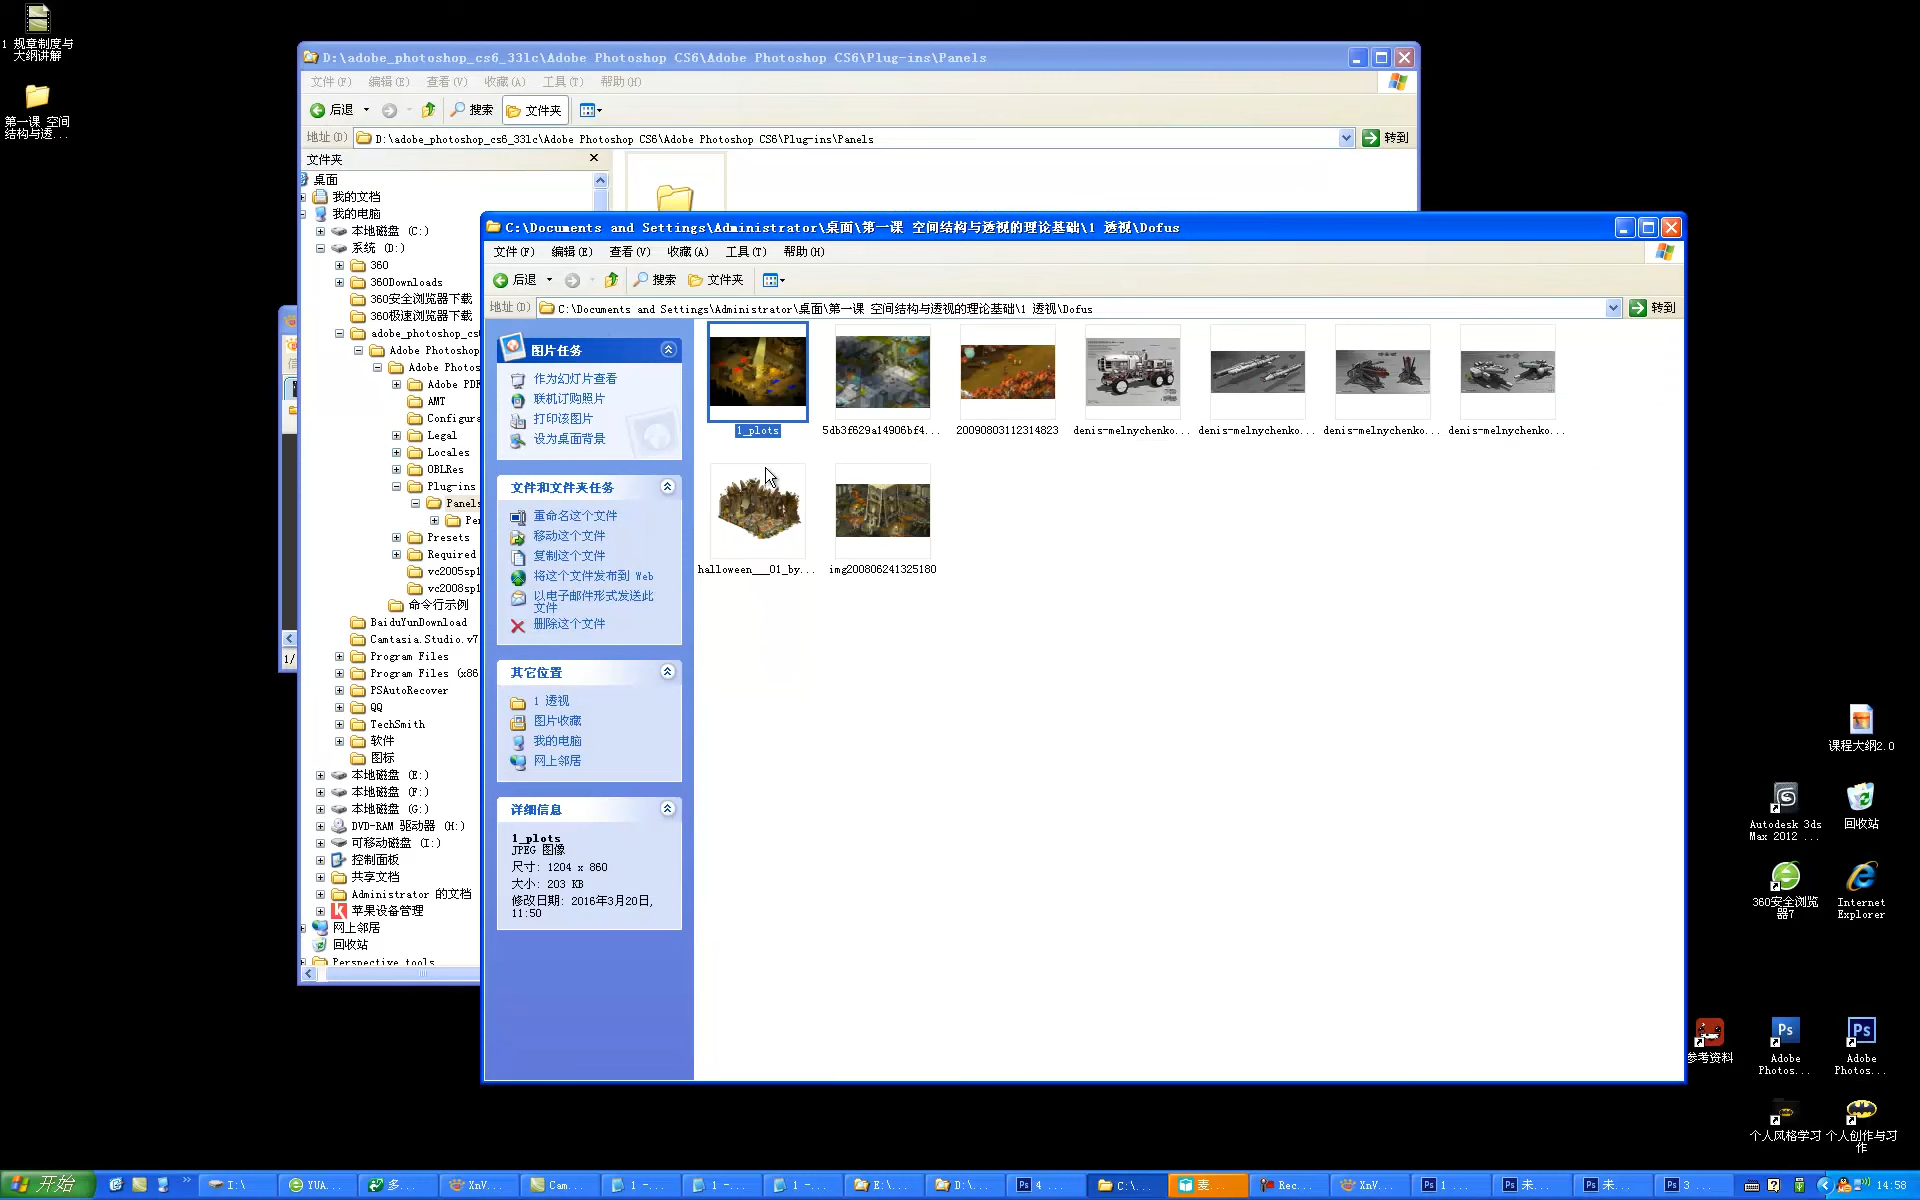 1 规章制度与
大纲讲解
第一课 空间
结构与透...
D:\adobe_photoshop_cs6_33lc\Adobe Photoshop CS6\Adobe Photoshop CS6\Plug-ins\Panels
文件(F) 编辑(E) 查看(V) 收藏(A) 工具(T) 帮助(H)
后退 搜索 文件夹
地址(D) D:\adobe_photoshop_cs6_33lc\Adobe Photoshop CS6\Adobe Photoshop CS6\Plug-ins\Panels 转到
文件夹
桌面
我的文档
我的电脑
本地磁盘 (C:)
系统 (D:)
360
360Downloads
360安全浏览器下载
360极速浏览器下载
adobe_photoshop_cs
Adobe Photoshop
Adobe Photos
Adobe PDF
AMT
Configura
Legal
Locales
OBLRes
Plug-ins
Panels
Pe
Presets
Required
vc2005sp1
vc2008sp1
命令行示例
BaiduYunDownload
Camtasia.Studio.v7
Program Files
Program Files (x86
PSAutoRecover
QQ
TechSmith
软件
图标
本地磁盘 (E:)
本地磁盘 (F:)
本地磁盘 (G:)
DVD-RAM 驱动器 (H:)
可移动磁盘 (I:)
控制面板
共享文档
Administrator 的文档
苹果设备管理
网上邻居
回收站
Perspective tools
1/
C:\Documents and Settings\Administrator\桌面\第一课 空间结构与透视的理论基础\1 透视\Dofus
文件(F) 编辑(E) 查看(V) 收藏(A) 工具(T) 帮助(H)
后退 搜索 文件夹
地址(D) C:\Documents and Settings\Administrator\桌面\第一课 空间结构与透视的理论基础\1 透视\Dofus 转到
图片任务
作为幻灯片查看
联机订购照片
打印该图片
设为桌面背景
文件和文件夹任务
重命名这个文件
移动这个文件
复制这个文件
将这个文件发布到 Web
以电子邮件形式发送此
文件
删除这个文件
其它位置
1 透视
图片收藏
我的电脑
网上邻居
详细信息
1_plots
JPEG 图像
尺寸: 1204 x 860
大小: 203 KB
修改日期: 2016年3月20日,
11:50
1_plots 5db3f629a14906bf4... 20090803112314823 denis-melnychenko... denis-melnychenko... denis-melnychenko... denis-melnychenko...
halloween___01_by... img200806241325180
课程大纲2.0
Autodesk 3ds
Max 2012 ...
回收站
360安全浏览
器7
Internet
Explorer
参考资料
Adobe
Photos...
Adobe
Photos...
个人风格学习
个人创作与习
作
开始 I:\ YUA... 多... XnV... Cam... 1 -... 1 -... 1 -... E:\... D:\... 4 ... C:\... 麦... Rec... XnV... 1 ... 未... 未... 3 ... 14:58